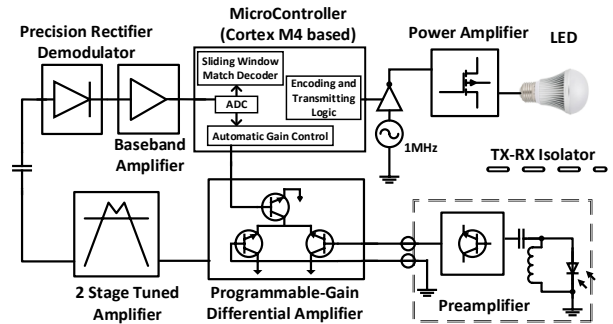 Precision Rectifier
Demodulator
MicroController
(Cortex M4 based)
Power Amplifier
LED
Sliding Window
Match Decoder
ADC
Encoding and
Transmitting
Logic
Automatic Gain Control
Baseband
Amplifier
1MHz
TX-RX Isolator
2 Stage Tuned
Amplifier
Programmable-Gain
Differential Amplifier
Preamplifier